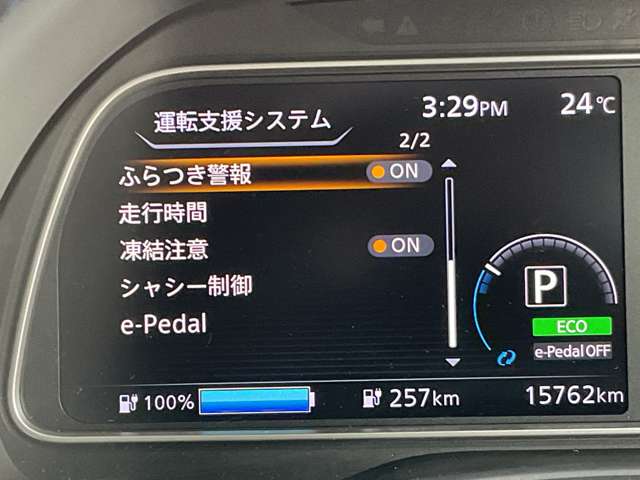 3:29PM 24℃
運転支援システム
2/2
ふらつき警報 ON
走行時間
凍結注意 ON
シャシー制御
e-Pedal
P
ECO
e-Pedal OFF
100% 257km 15762km